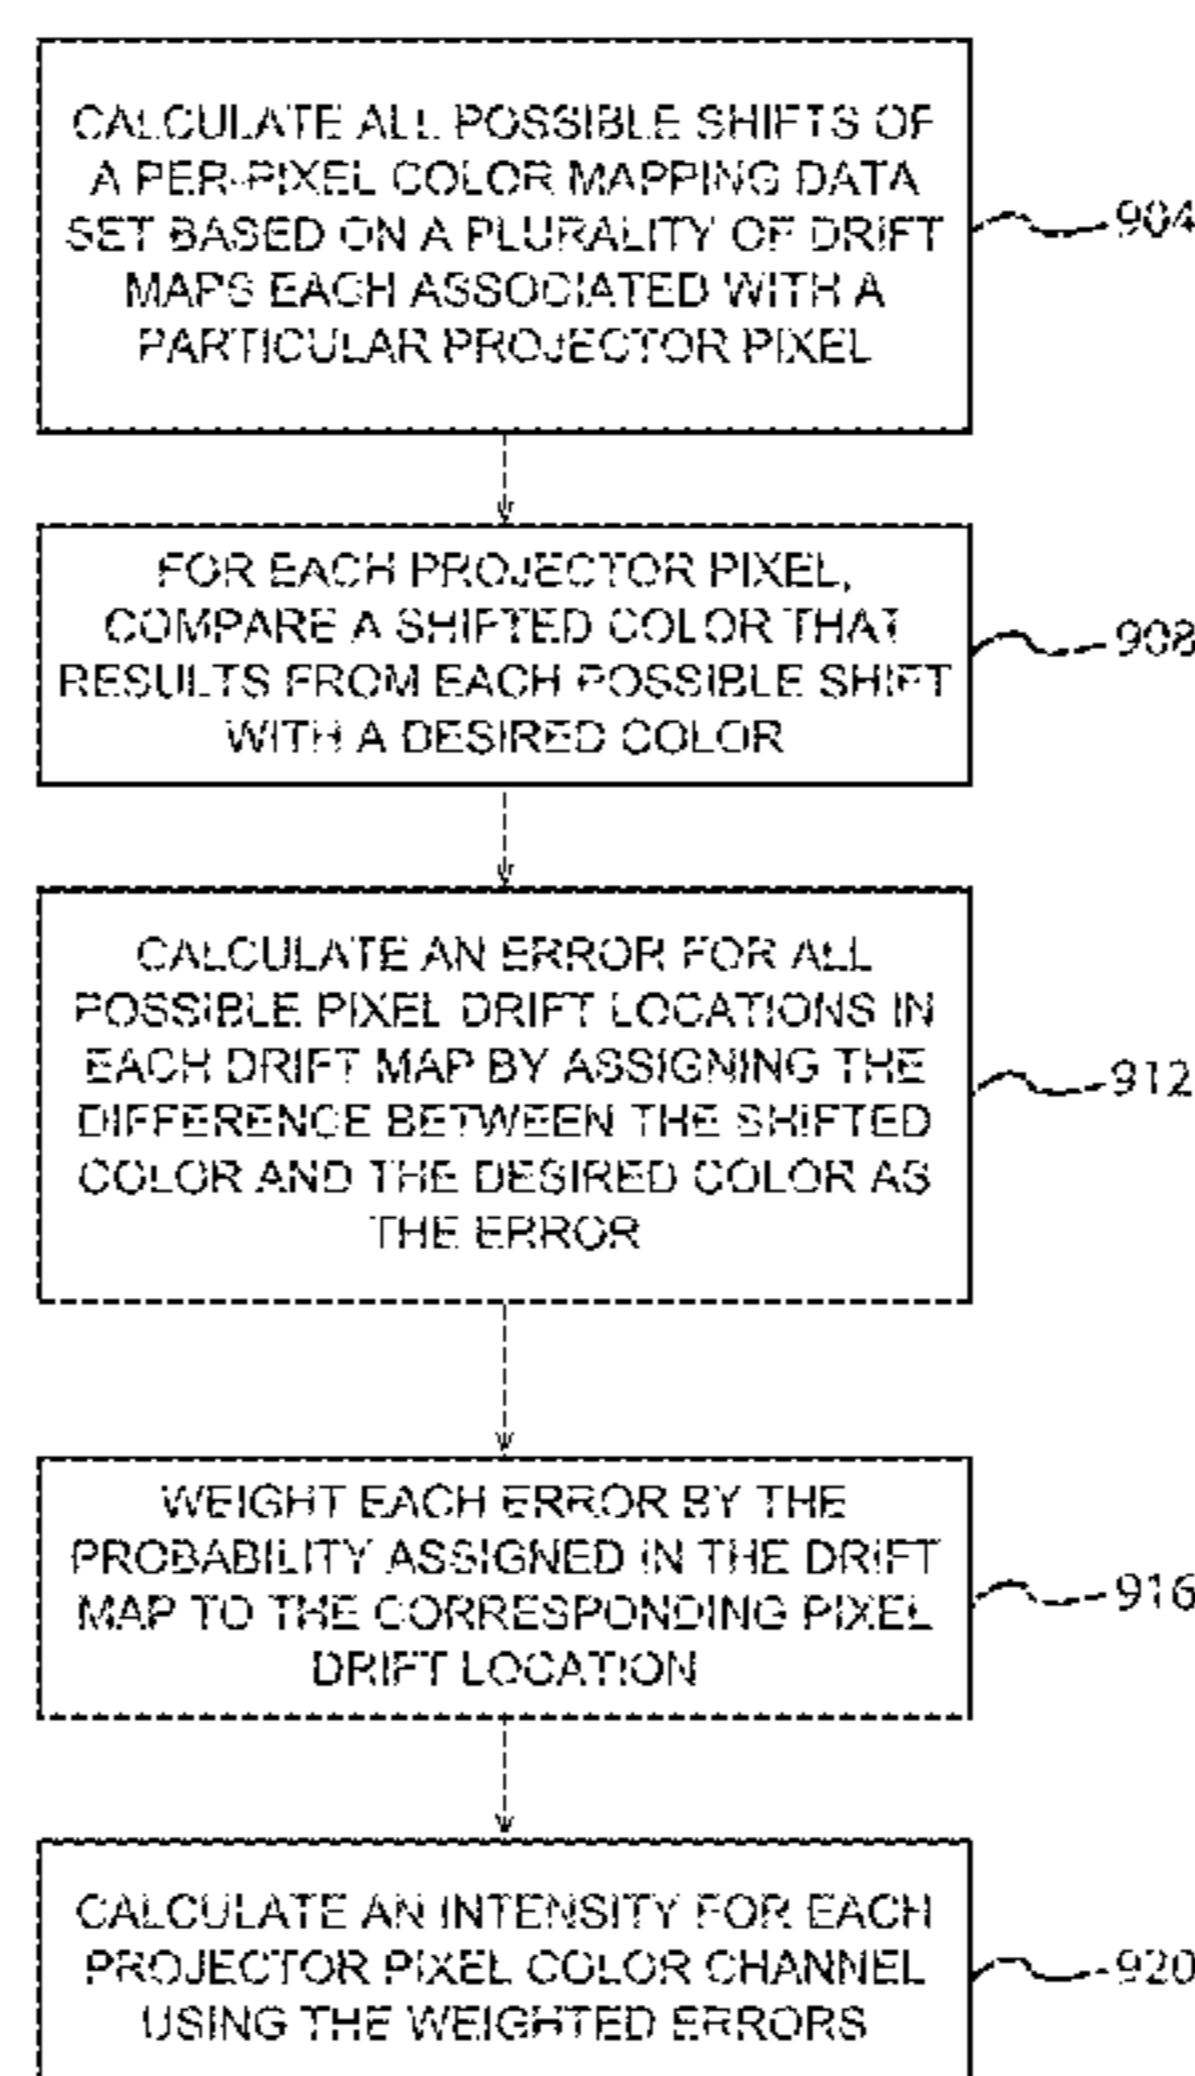 CALCULATE ALL POSSIBLE SHIFTS OF
A PER-PIXEL COLOR MAPPING DATA
SET BASED ON A PLURALITY OF DRIFT
MAPS EACH ASSOCIATED WITH A
PARTICULAR PROJECTOR PIXEL
904
FOR EACH PROJECTOR PIXEL,
COMPARE A SHIFTED COLOR THAT
RESULTS FROM EACH POSSIBLE SHIFT
WITH A DESIRED COLOR
908
CALCULATE AN ERROR FOR ALL
POSSIBLE PIXEL DRIFT LOCATIONS IN
EACH DRIFT MAP BY ASSIGNING THE
DIFFERENCE BETWEEN THE SHIFTED
COLOR AND THE DESIRED COLOR AS
THE ERROR
912
WEIGHT EACH ERROR BY THE
PROBABILITY ASSIGNED IN THE DRIFT
MAP TO THE CORRESPONDING PIXEL
DRIFT LOCATION
916
CALCULATE AN INTENSITY FOR EACH
PROJECTOR PIXEL COLOR CHANNEL
USING THE WEIGHTED ERRORS
920